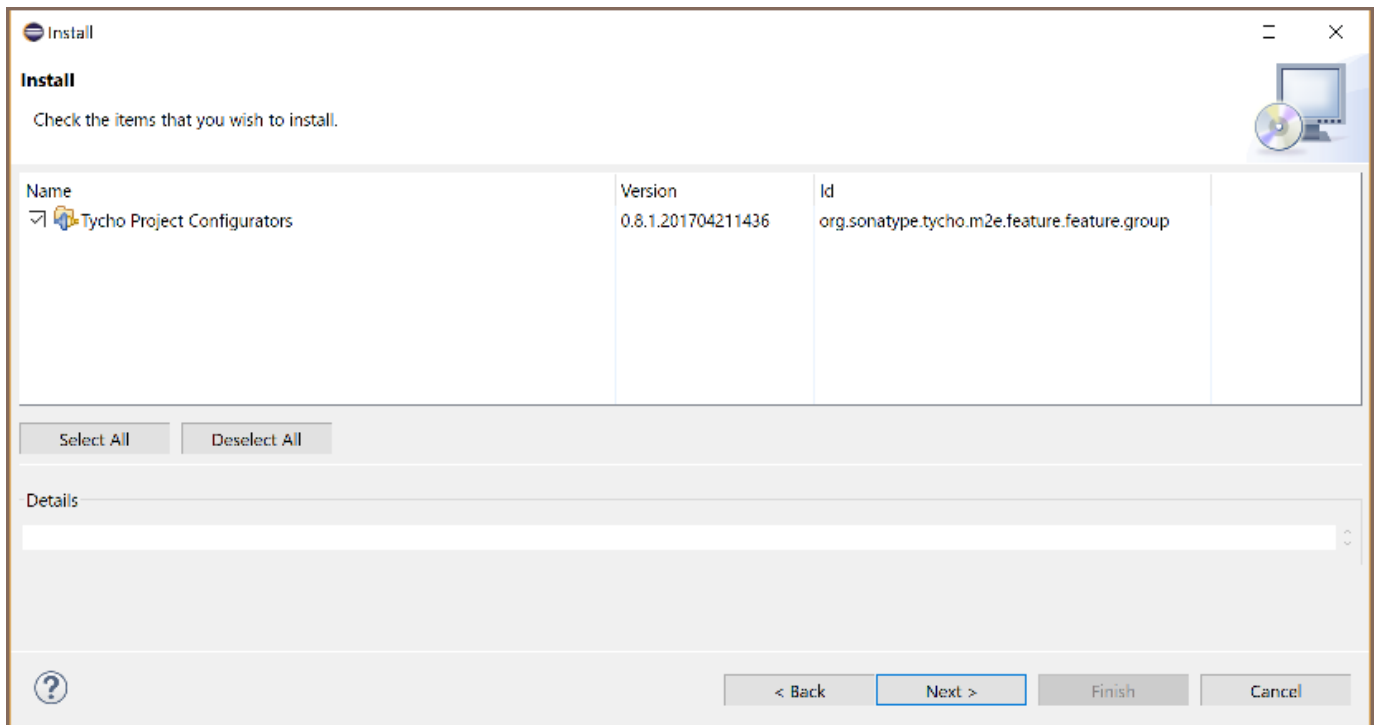 Install
Install
Check the items that you wish to install.
Name Version Id
Tycho Project Configurators 0.8.1.201704211436 org.sonatype.tycho.m2e.feature.feature.group
Select All Deselect All
Details
? < Back Next > Finish Cancel